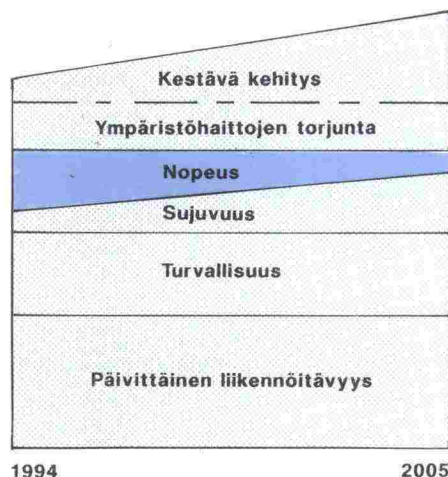 Kestävä kehitys
Ympäristöhaittojen torjunta
Nopeus
Sujuvuus
Turvallisuus
Päivittäinen liikennöitävyys
1994 2005